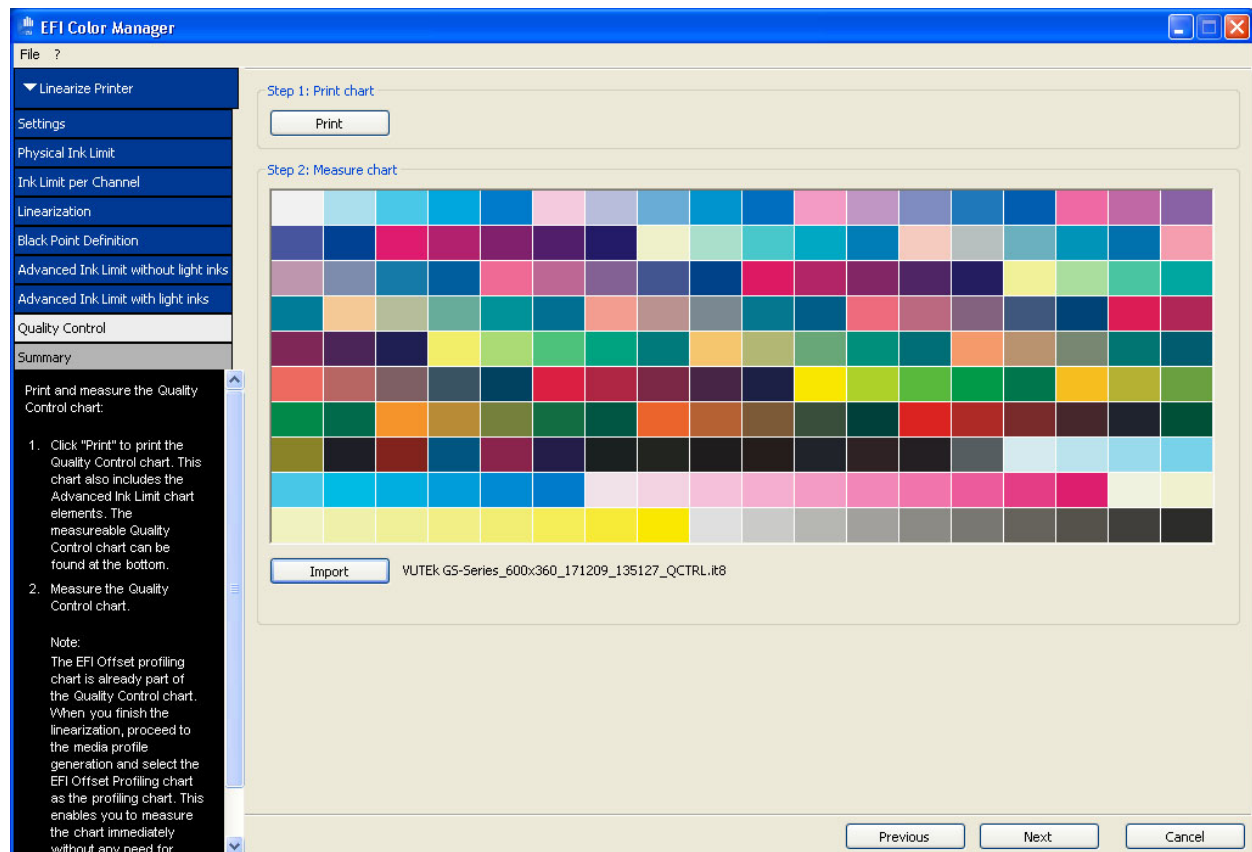 EFI Color Manager
File ?
Linearize Printer
Settings
Physical Ink Limit
Ink Limit per Channel
Linearization
Black Point Definition
Advanced Ink Limit without light inks
Advanced Ink Limit with light inks
Quality Control
Summary
Print and measure the Quality
Control chart:
1. Click "Print" to print the
Quality Control chart. This
chart also includes the
Advanced Ink Limit chart
elements. The
measureable Quality
Control chart can be
found at the bottom.
2. Measure the Quality
Control chart.
Note:
The EFI Offset profiling
chart is already part of
the Quality Control chart.
When you finish the
linearization, proceed to
the media profile
generation and select the
EFI Offset Profiling chart
as the profiling chart. This
enables you to measure
the chart immediately
without any need for
Step 1: Print chart
Print
Step 2: Measure chart
Import VUTEk GS-Series_600x360_171209_135127_QCTRL.it8
Previous Next Cancel